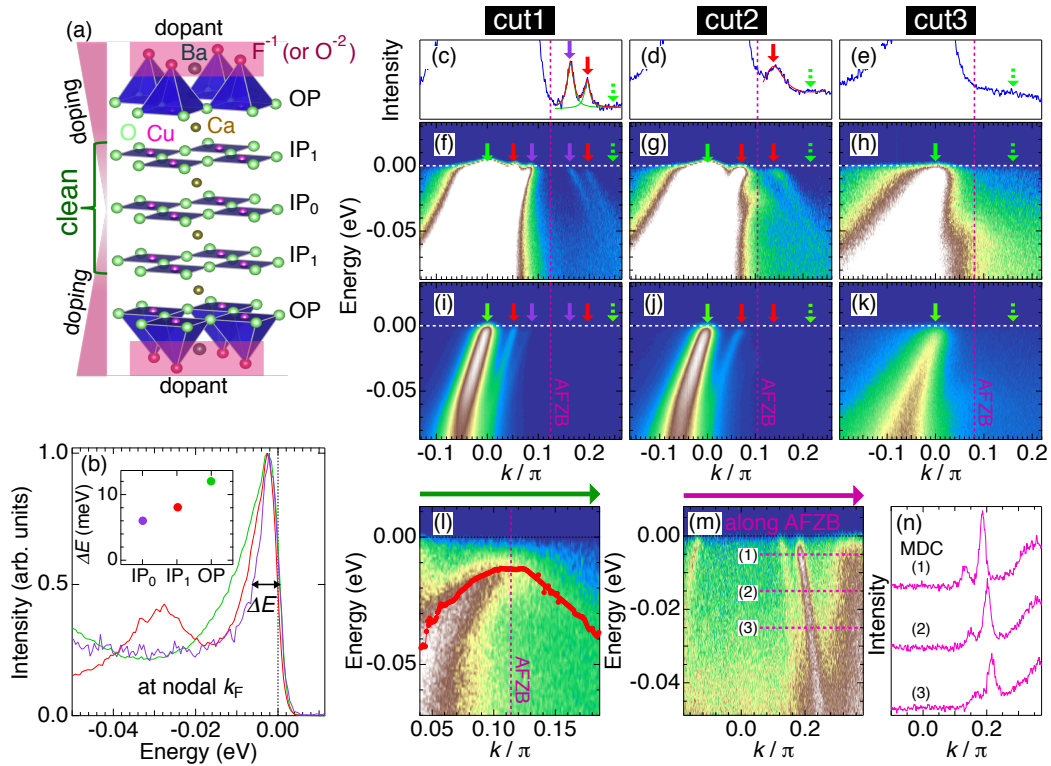 cut1 cut2 cut3
(a) dopant
Ba F⁻¹ (or O⁻²)
OP
doping
O Cu Ca
IP₁
clean
IP₀
IP₁
doping
OP
dopant
(b)
Intensity (arb. units)
1.0
0.5
0.0
ΔE (meV)
10
0
IP₀ IP₁ OP
ΔE
at nodal k_F
-0.04 -0.02 0.00
Energy (eV)
(c) (d) (e)
Intensity
(f) (g) (h)
0.00
-0.05
Energy (eV)
(i) (j) (k)
0.00
-0.05
AFZB AFZB AFZB
-0.1 0.0 0.1 0.2 -0.1 0.0 0.1 0.2 -0.1 0.0 0.1 0.2
k / π k / π k / π
(l)
0.00
-0.05
Energy (eV)
AFZB
0.05 0.10 0.15
k / π
(m) along AFZB
0.00
-0.02
-0.04
Energy (eV)
(1)
(2)
(3)
0.0 0.2
k / π
(n)
MDC
(1)
(2)
(3)
Intensity
0.0 0.2
k / π